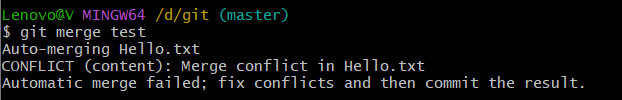 Lenovo@V MINGW64 /d/git (master)
$ git merge test
Auto-merging Hello.txt
CONFLICT (content): Merge conflict in Hello.txt
Automatic merge failed; fix conflicts and then commit the result.